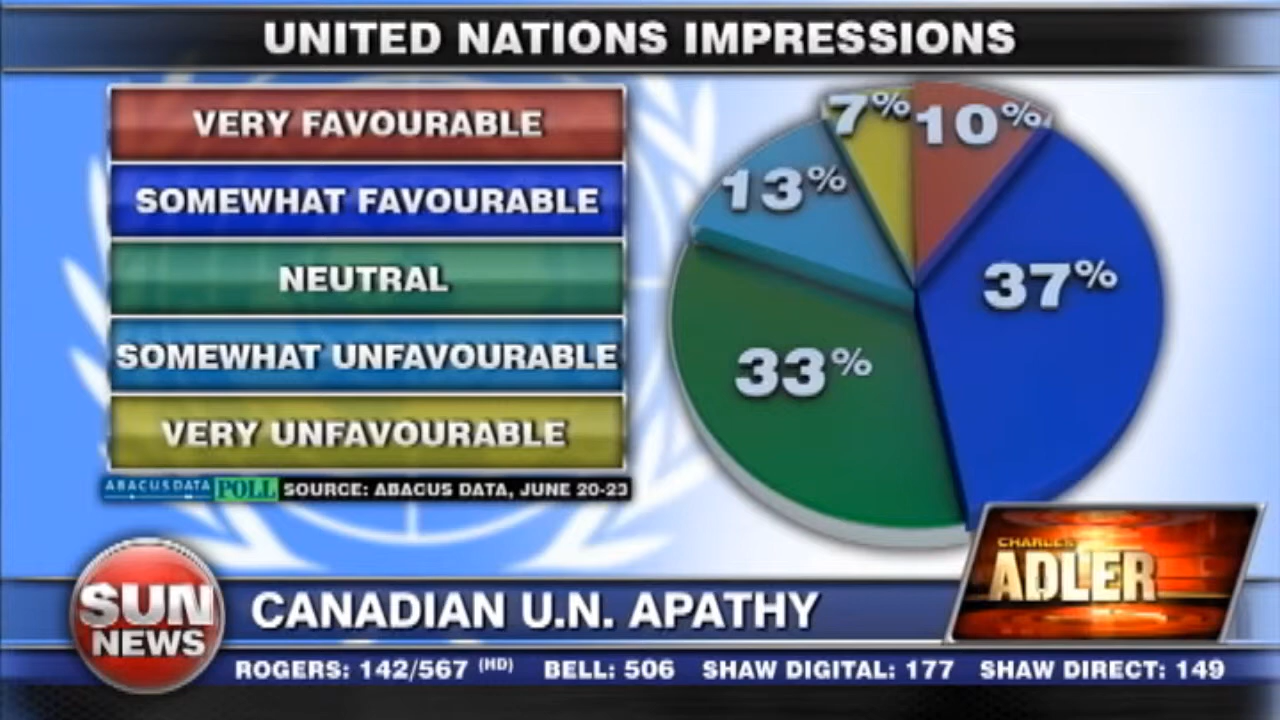 UNITED NATIONS IMPRESSIONS
VERY FAVOURABLE
SOMEWHAT FAVOURABLE
NEUTRAL
SOMEWHAT UNFAVOURABLE
VERY UNFAVOURABLE
ABACUS DATA POLL SOURCE: ABACUS DATA, JUNE 20-23
7% 10%
13%
37%
33%
CHARLES
ADLER
SUN
NEWS
CANADIAN U.N. APATHY
ROGERS: 142/567 (HD) BELL: 506 SHAW DIGITAL: 177 SHAW DIRECT: 149